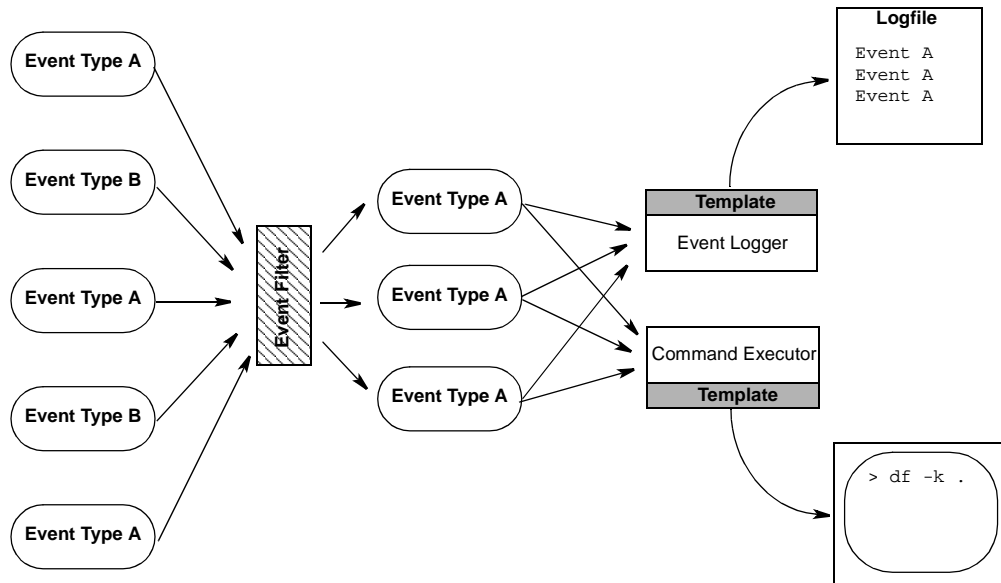 Event Type A
Event Type B
Event Type A
Event Type B
Event Type A
Event Filter
Event Type A
Event Type A
Event Type A
Template
Event Logger
Command Executor
Template
Logfile
Event A
Event A
Event A
> df -k .